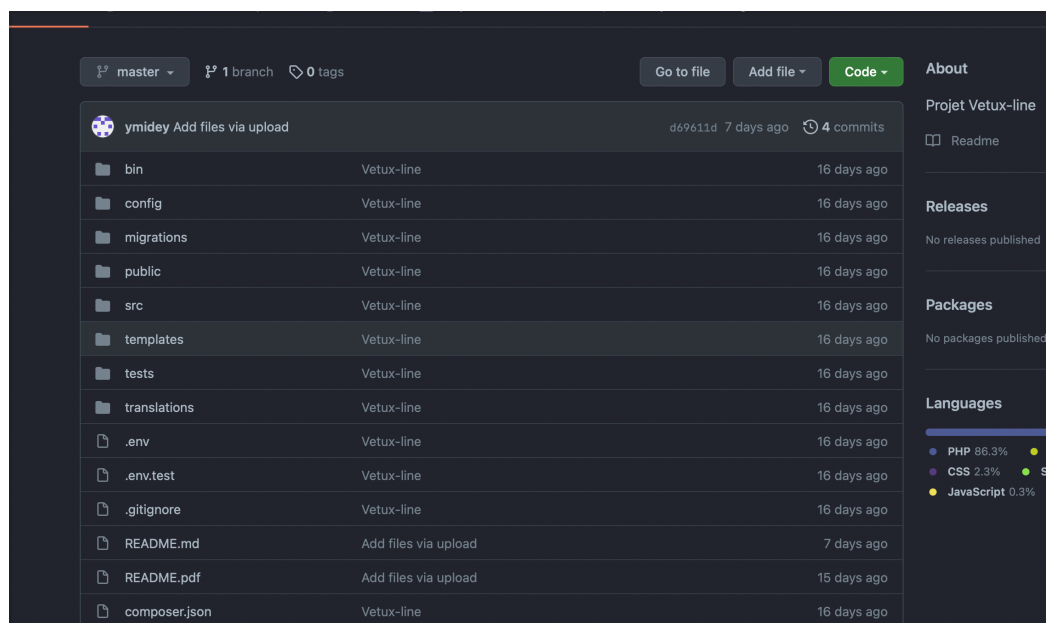 master 1 branch 0 tags Go to file Add file Code
ymidey Add files via upload d69611d 7 days ago 4 commits
bin Vetux-line 16 days ago
config Vetux-line 16 days ago
migrations Vetux-line 16 days ago
public Vetux-line 16 days ago
src Vetux-line 16 days ago
templates Vetux-line 16 days ago
tests Vetux-line 16 days ago
translations Vetux-line 16 days ago
.env Vetux-line 16 days ago
.env.test Vetux-line 16 days ago
.gitignore Vetux-line 16 days ago
README.md Add files via upload 7 days ago
README.pdf Add files via upload 15 days ago
composer.json Vetux-line 16 days ago
About
Projet Vetux-line
Readme
Releases
No releases published
Packages
No packages published
Languages
PHP 86.3%
CSS 2.3% S
JavaScript 0.3%